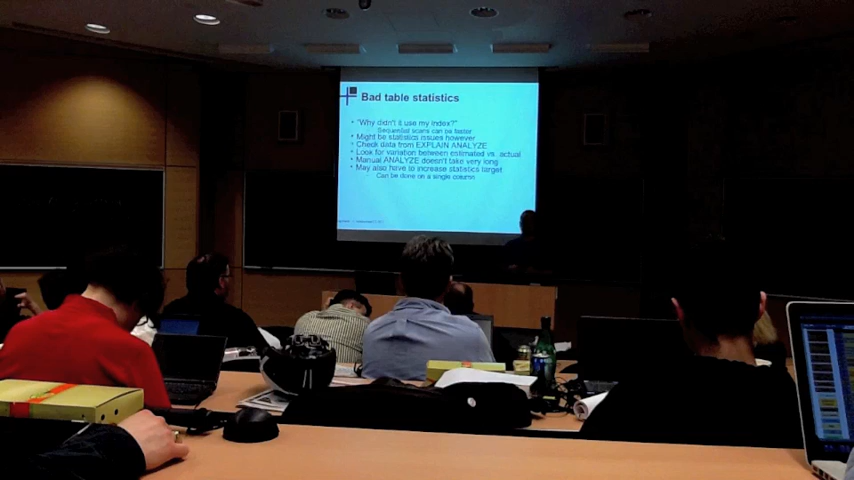 Bad table statistics
• "Why didn't it use my index?"
– Sequential scans can be faster
• Might be statistics issues however
• Check data from EXPLAIN ANALYZE
• Look for variation between estimated vs. actual
• Manual ANALYZE doesn't take very long
• May also have to increase statistics target
– Can be done on a single column